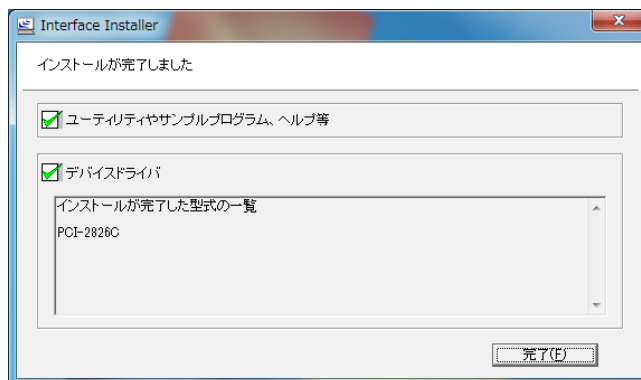 Interface Installer
インストールが完了しました
ユーティリティやサンプルプログラム、ヘルプ等
デバイスドライバ
インストールが完了した型式の一覧
PCI-2826C
完了(F)